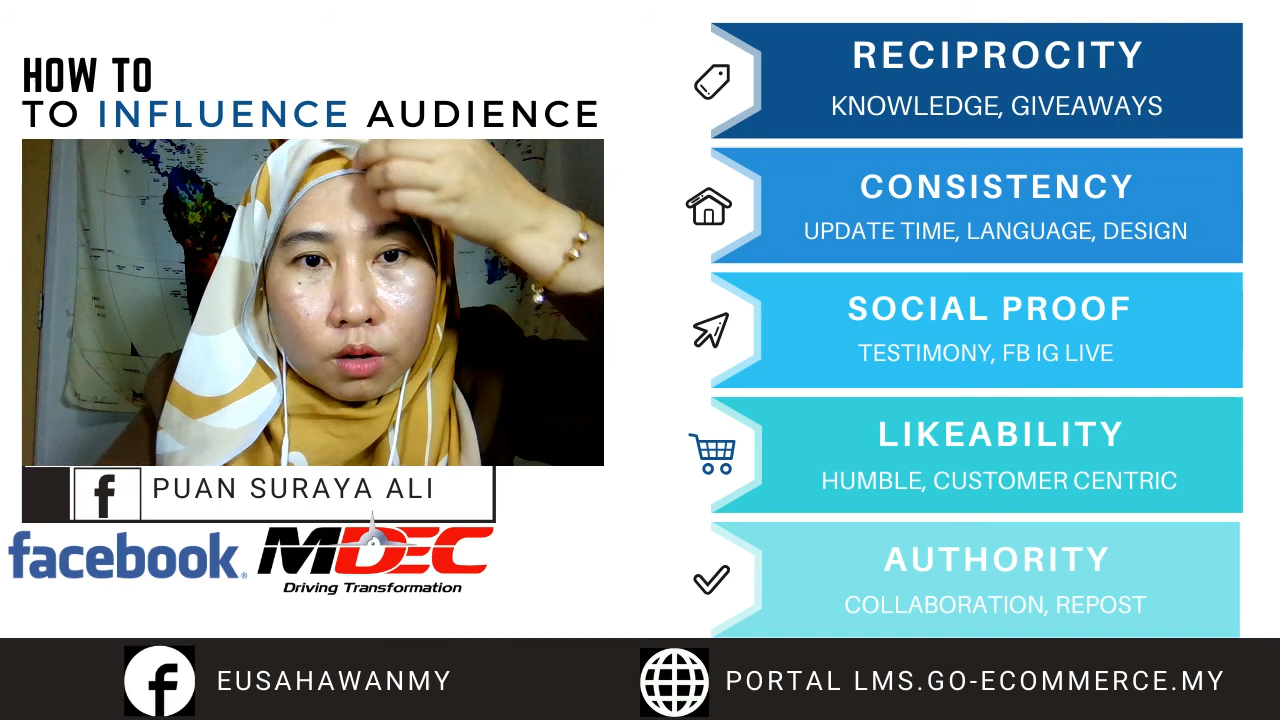 HOW TO
TO INFLUENCE AUDIENCE
f PUAN SURAYA ALI
facebook®
MDEC
Driving Transformation
RECIPROCITY
KNOWLEDGE, GIVEAWAYS
CONSISTENCY
UPDATE TIME, LANGUAGE, DESIGN
SOCIAL PROOF
TESTIMONY, FB IG LIVE
LIKEABILITY
HUMBLE, CUSTOMER CENTRIC
AUTHORITY
COLLABORATION, REPOST
f EUSAHAWANMY
PORTAL LMS.GO-ECOMMERCE.MY